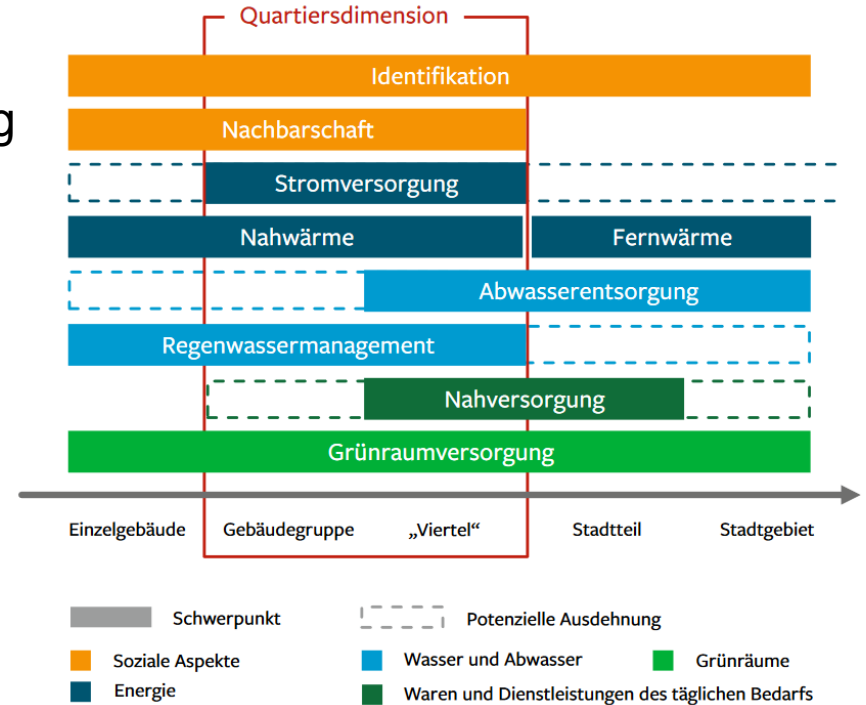 Quartiersdimension
Identifikation
g
Nachbarschaft
Stromversorgung
Nahwärme Fernwärme
Abwasserentsorgung
Regenwassermanagement
Nahversorgung
Grünraumversorgung
Einzelgebäude Gebäudegruppe „Viertel“ Stadtteil Stadtgebiet
Schwerpunkt Potenzielle Ausdehnung
Soziale Aspekte Wasser und Abwasser Grünräume
Energie Waren und Dienstleistungen des täglichen Bedarfs